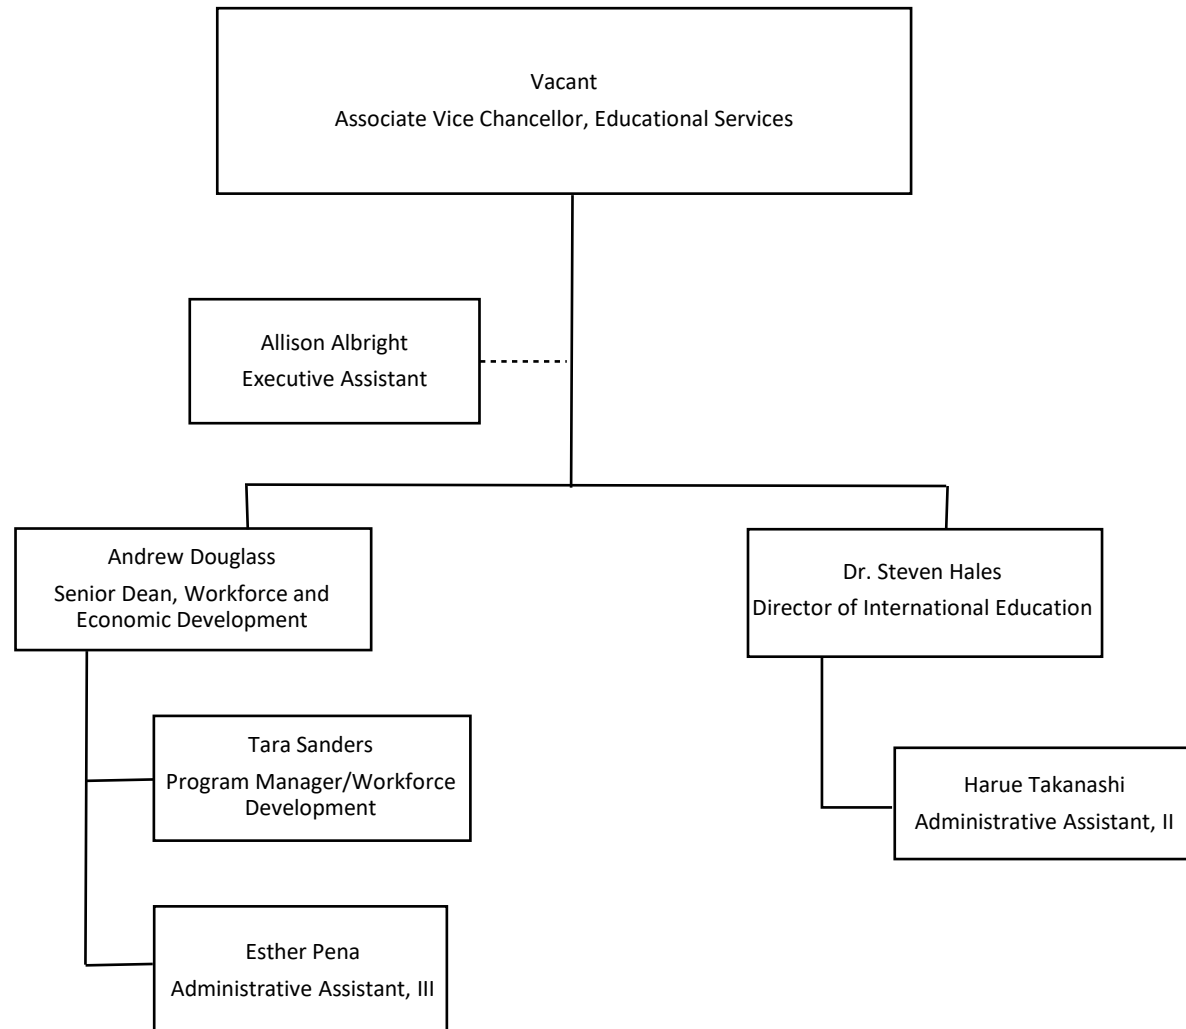 Vacant
Associate Vice Chancellor, Educational Services
Allison Albright
Executive Assistant
Andrew Douglass
Senior Dean, Workforce and
Economic Development
Dr. Steven Hales
Director of International Education
Tara Sanders
Program Manager/Workforce
Development
Harue Takanashi
Administrative Assistant, II
Esther Pena
Administrative Assistant, III